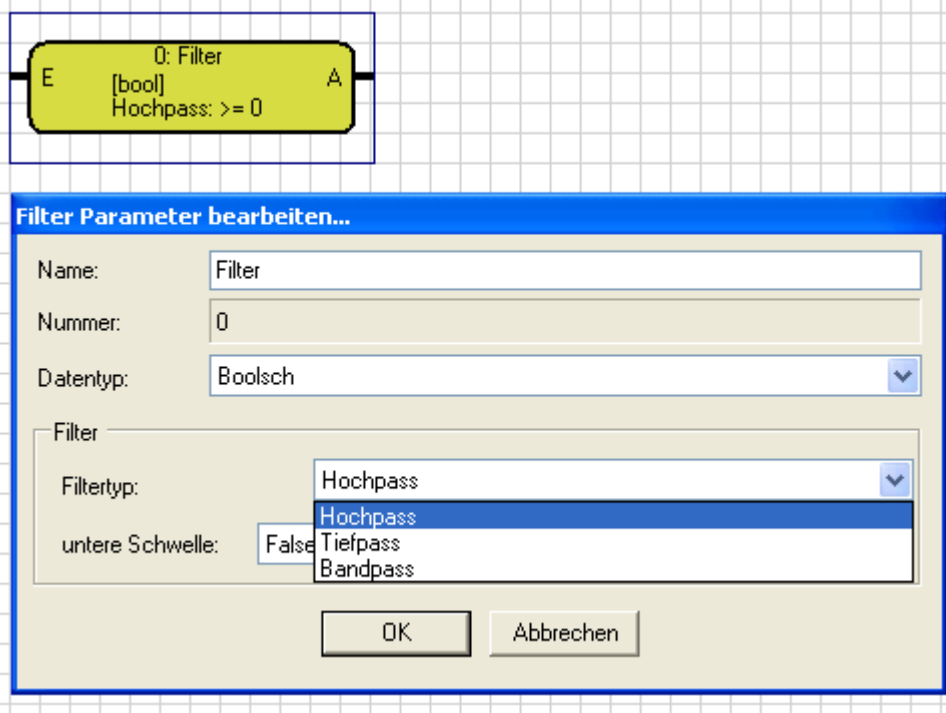 0: Filter
E [bool] A
Hochpass: >= 0
Filter Parameter bearbeiten...
Name: Filter
Nummer: 0
Datentyp: Boolsch
Filter
Filtertyp: Hochpass
Hochpass
untere Schwelle: False Tiefpass
Bandpass
OK Abbrechen